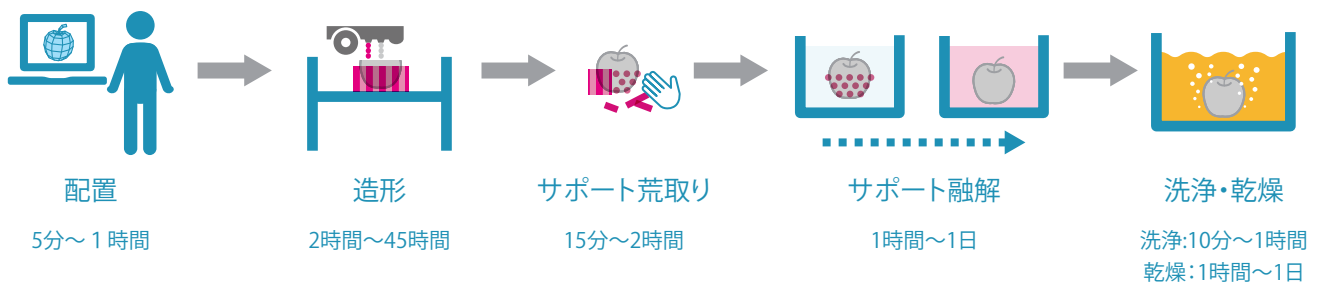 配置
5分～1時間
造形
2時間～45時間
サポート荒取り
15分～2時間
サポート融解
1時間～1日
洗浄・乾燥
洗浄:10分～1時間
乾燥：1時間～1日